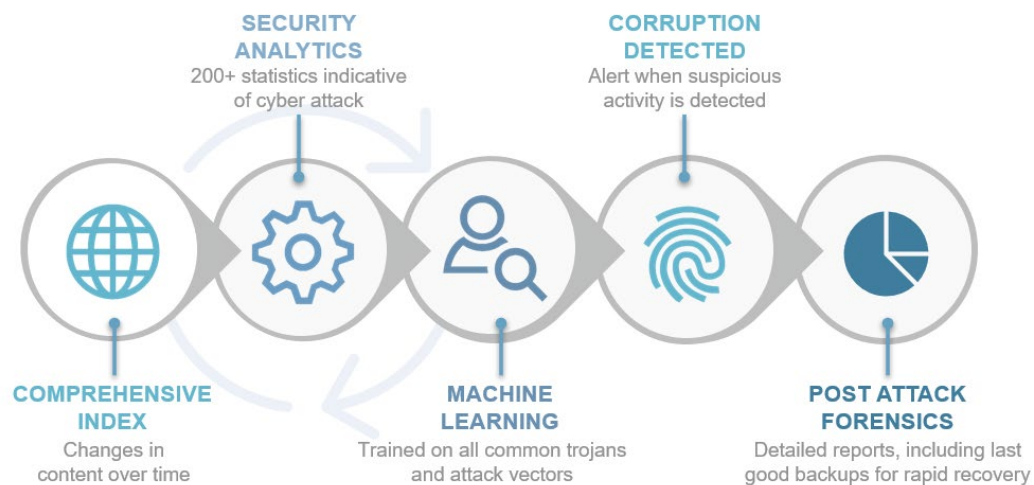 SECURITY
ANALYTICS
200+ statistics indicative
of cyber attack
CORRUPTION
DETECTED
Alert when suspicious
activity is detected
COMPREHENSIVE
INDEX
Changes in
content over time
MACHINE
LEARNING
Trained on all common trojans
and attack vectors
POST ATTACK
FORENSICS
Detailed reports, including last
good backups for rapid recovery